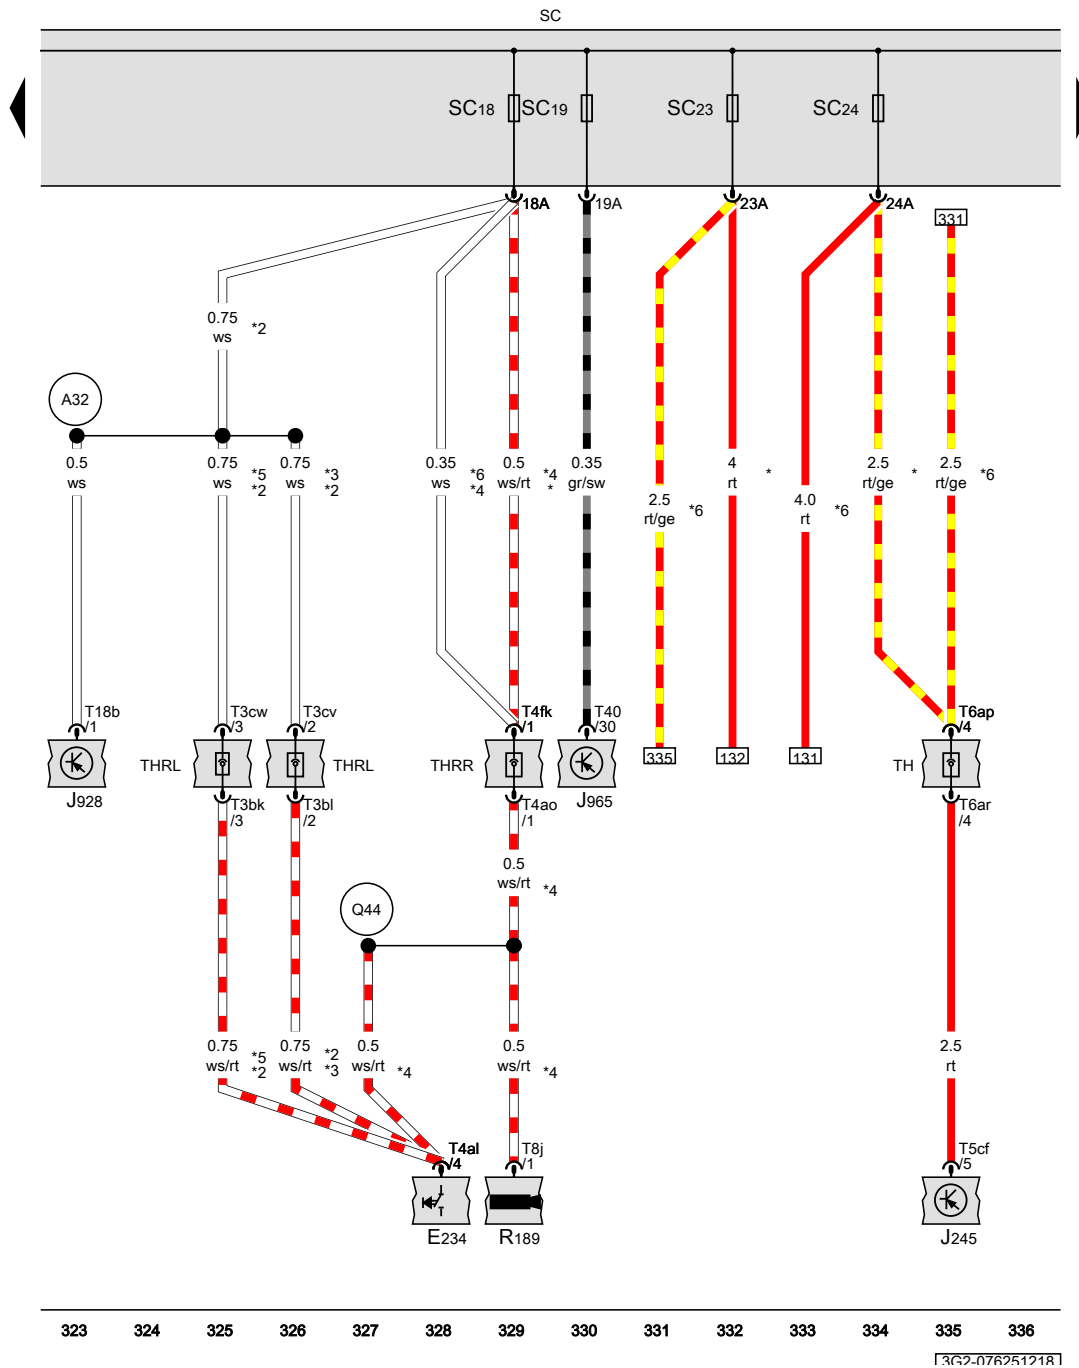 SC
SC18 SC19 SC23 SC24
18A 19A 23A 24A
331
0.75
ws *2
A32
0.5
ws
0.75
ws *5
*2
0.75
ws *3
*2
0.35
ws *6
*4
0.5
ws/rt *4
*
0.35
gr/sw
2.5
rt/ge *6
4
rt *
4.0
rt *6
2.5
rt/ge *
2.5
rt/ge *6
T18b
/1
T3cw
/3
T3cv
/2
T4fk
/1
T40
/30
T6ap
/4
335 132 131
THRL THRL THRR TH
J928 J965
T3bk
/3
T3bl
/2
T4ao
/1
T6ar
/4
0.5
ws/rt *4
Q44
0.75
ws/rt *5
*2
0.75
ws/rt *2
*3
0.5
ws/rt *4
0.5
ws/rt *4
2.5
rt
T4al
/4
T8j
/1
T5cf
/5
E234 R189 J245
323 324 325 326 327 328 329 330 331 332 333 334 335 336
3G2-076251218